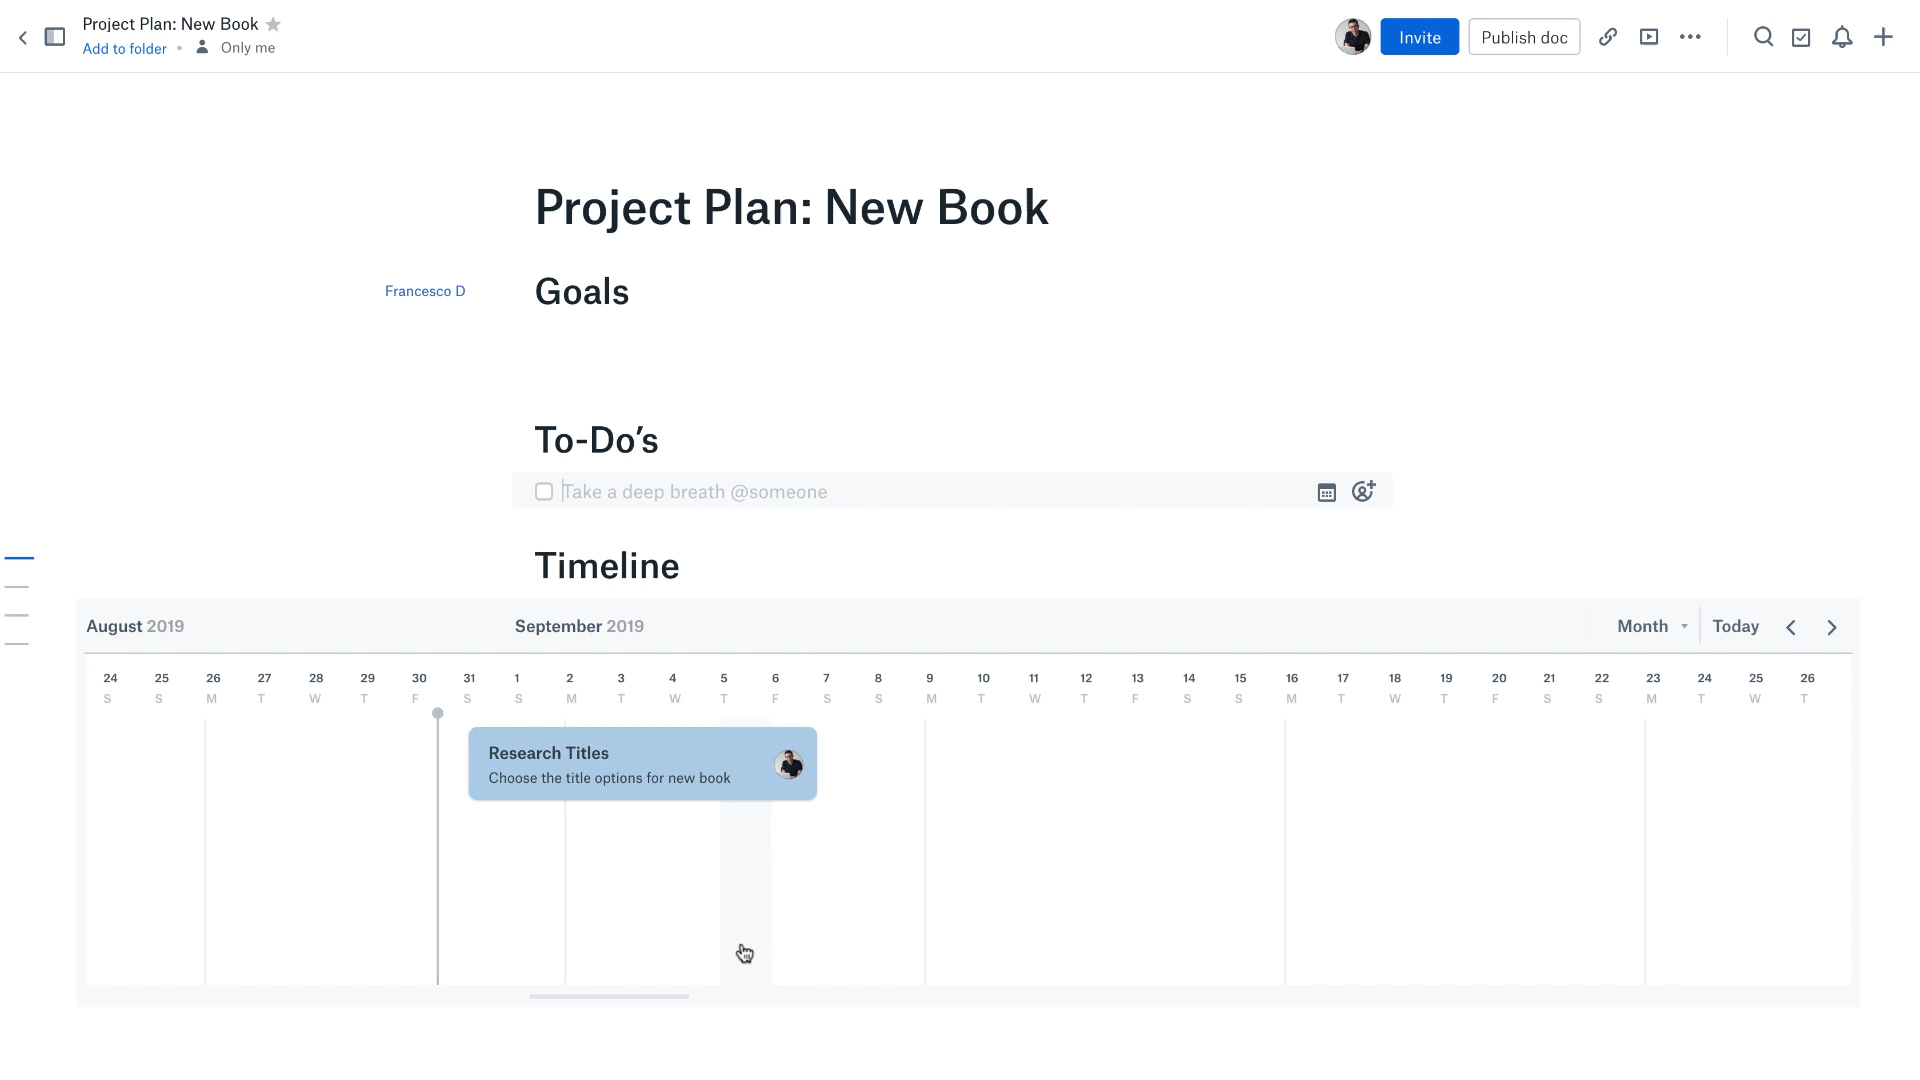 Project Plan: New Book
Add to folder • Only me
Invite
Publish doc
Project Plan: New Book
Francesco D
Goals
To-Do’s
Take a deep breath @someone
Timeline
August 2019 September 2019 Month Today
24 25 26 27 28 29 30 31 1 2 3 4 5 6 7 8 9 10 11 12 13 14 15 16 17 18 19 20 21 22 23 24 25 26
S S M T W T F S S M T W T F S S M T W T F S S M T W T F S S M T W T
Research Titles
Choose the title options for new book